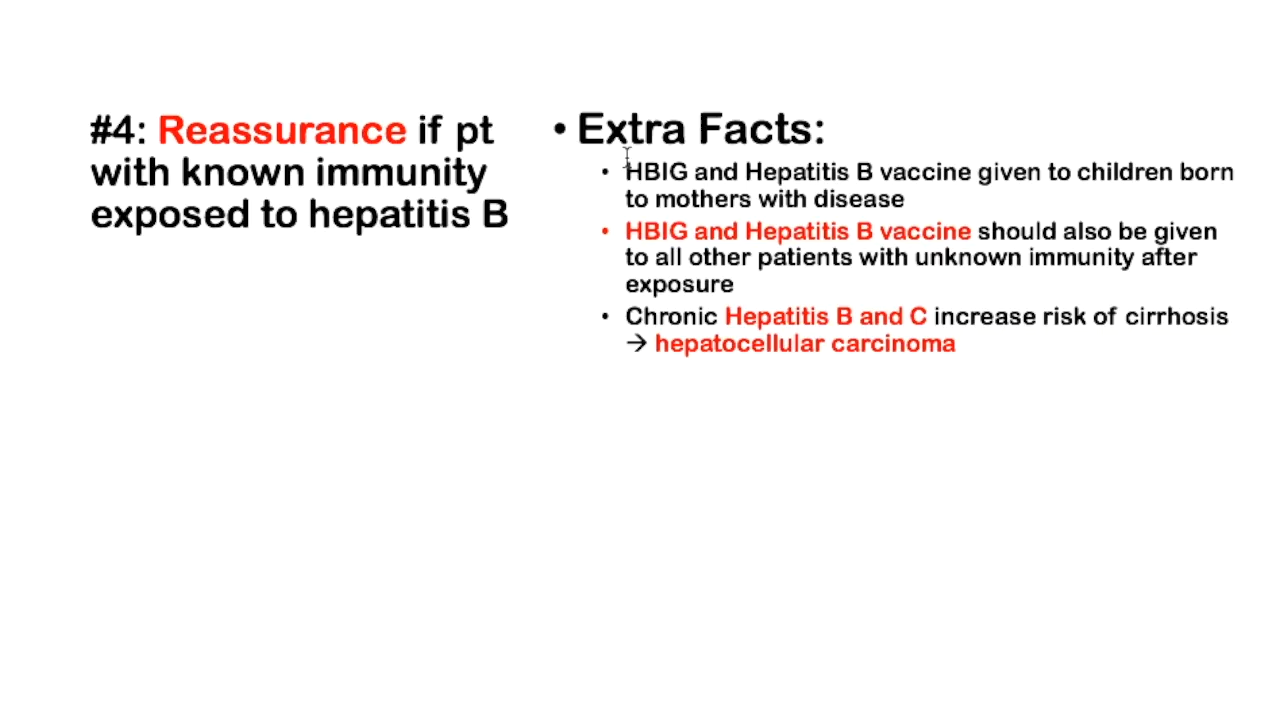 #4: Reassurance if pt
with known immunity
exposed to hepatitis B
• Extra Facts:
• HBIG and Hepatitis B vaccine given to children born
to mothers with disease
• HBIG and Hepatitis B vaccine should also be given
to all other patients with unknown immunity after
exposure
• Chronic Hepatitis B and C increase risk of cirrhosis
→ hepatocellular carcinoma